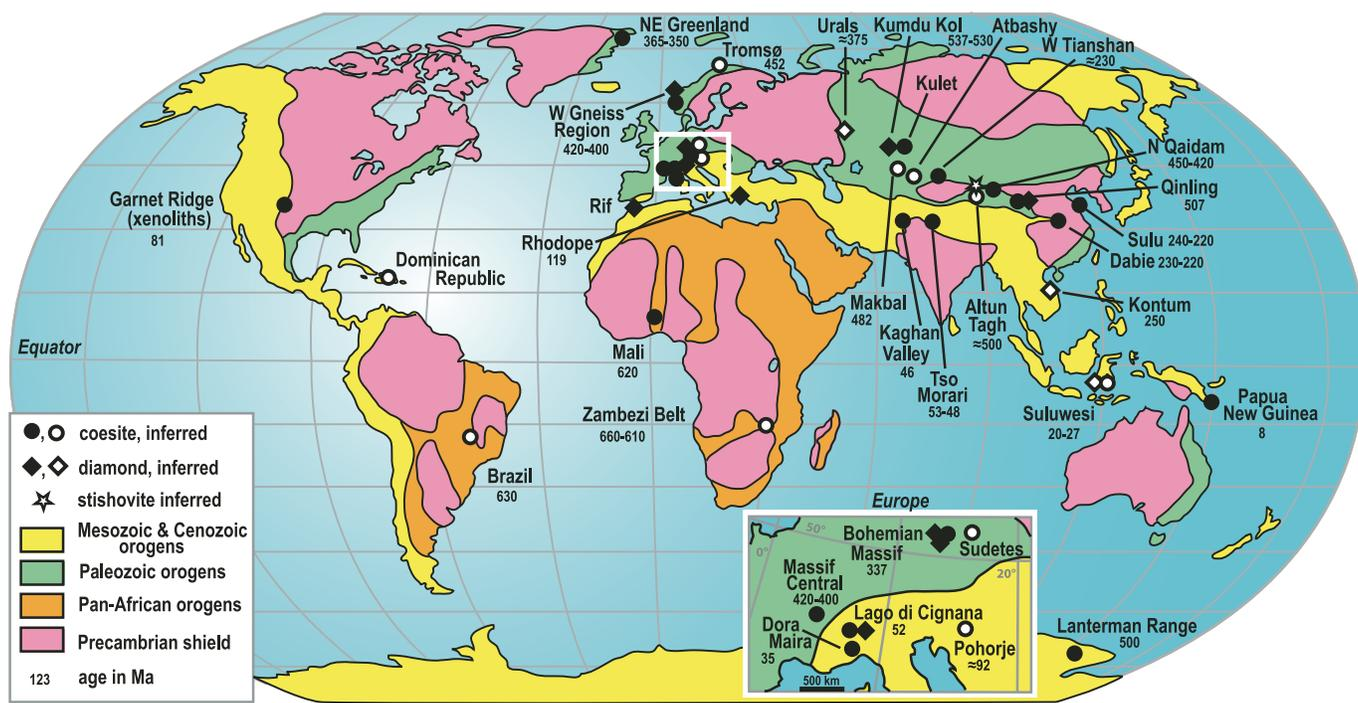 NE Greenland
365-350
Tromsø
452
Urals
≈375
Kumdu Kol
537-530
Atbashy
W Tianshan
≈230
Kulet
W Gneiss
Region
420-400
N Qaidam
450-420
Qinling
507
Garnet Ridge
(xenoliths)
81
Rif
Rhodope
119
Sulu 240-220
Dabie 230-220
Dominican
Republic
Makbal
482
Altun
Tagh
≈500
Kontum
250
Kaghan
Valley
46
Equator
Mali
620
Tso
Morari
53-48
Zambezi Belt
660-610
Suluwesi
20-27
Papua
New Guinea
8
Brazil
630
coesite, inferred
diamond, inferred
stishovite inferred
Mesozoic & Cenozoic
orogens
Paleozoic orogens
Pan-African orogens
Precambrian shield
123 age in Ma
Europe
50°
0°
20°
Bohemian
Massif
337
Sudetes
Massif
Central
420-400
Lago di Cignana
52
Dora
Maira
35
Pohorje
≈92
500 km
Lanterman Range
500